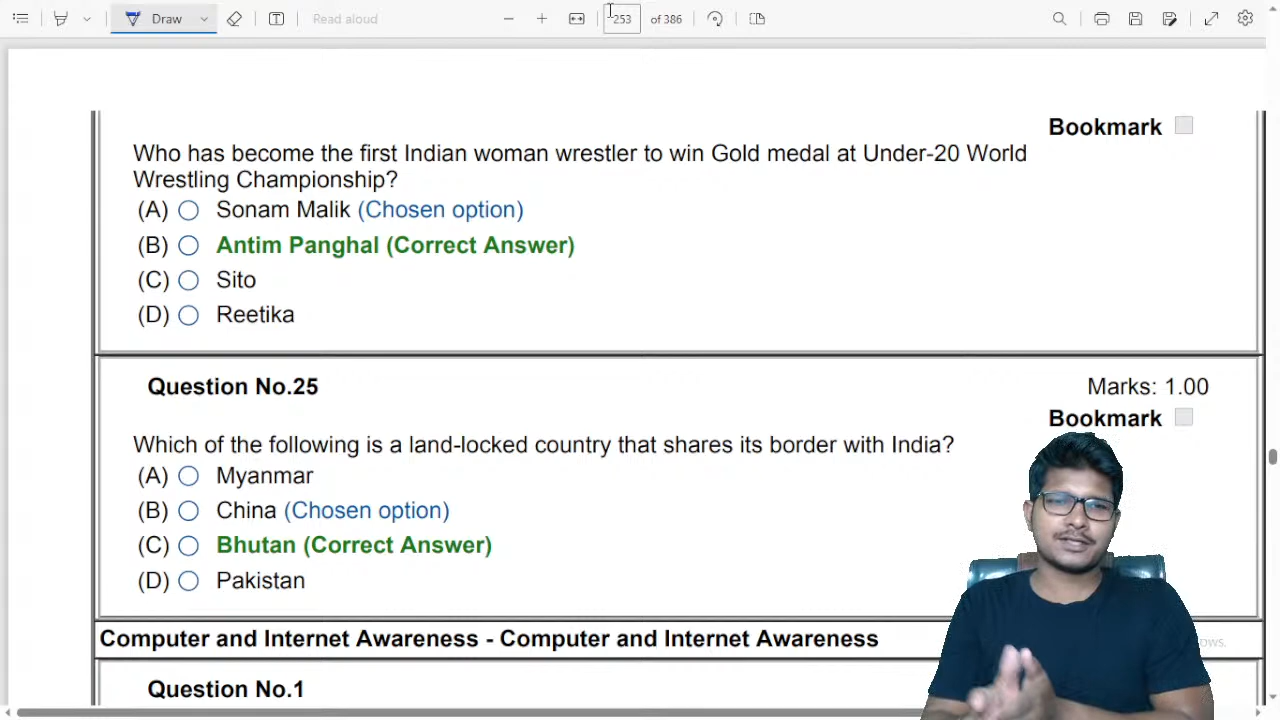 Draw
Read aloud
253 of 386
Bookmark
Who has become the first Indian woman wrestler to win Gold medal at Under-20 World
Wrestling Championship?
(A) Sonam Malik (Chosen option)
(B) Antim Panghal (Correct Answer)
(C) Sito
(D) Reetika
Question No.25 Marks: 1.00
Bookmark
Which of the following is a land-locked country that shares its border with India?
(A) Myanmar
(B) China (Chosen option)
(C) Bhutan (Correct Answer)
(D) Pakistan
Computer and Internet Awareness - Computer and Internet Awareness
Question No.1